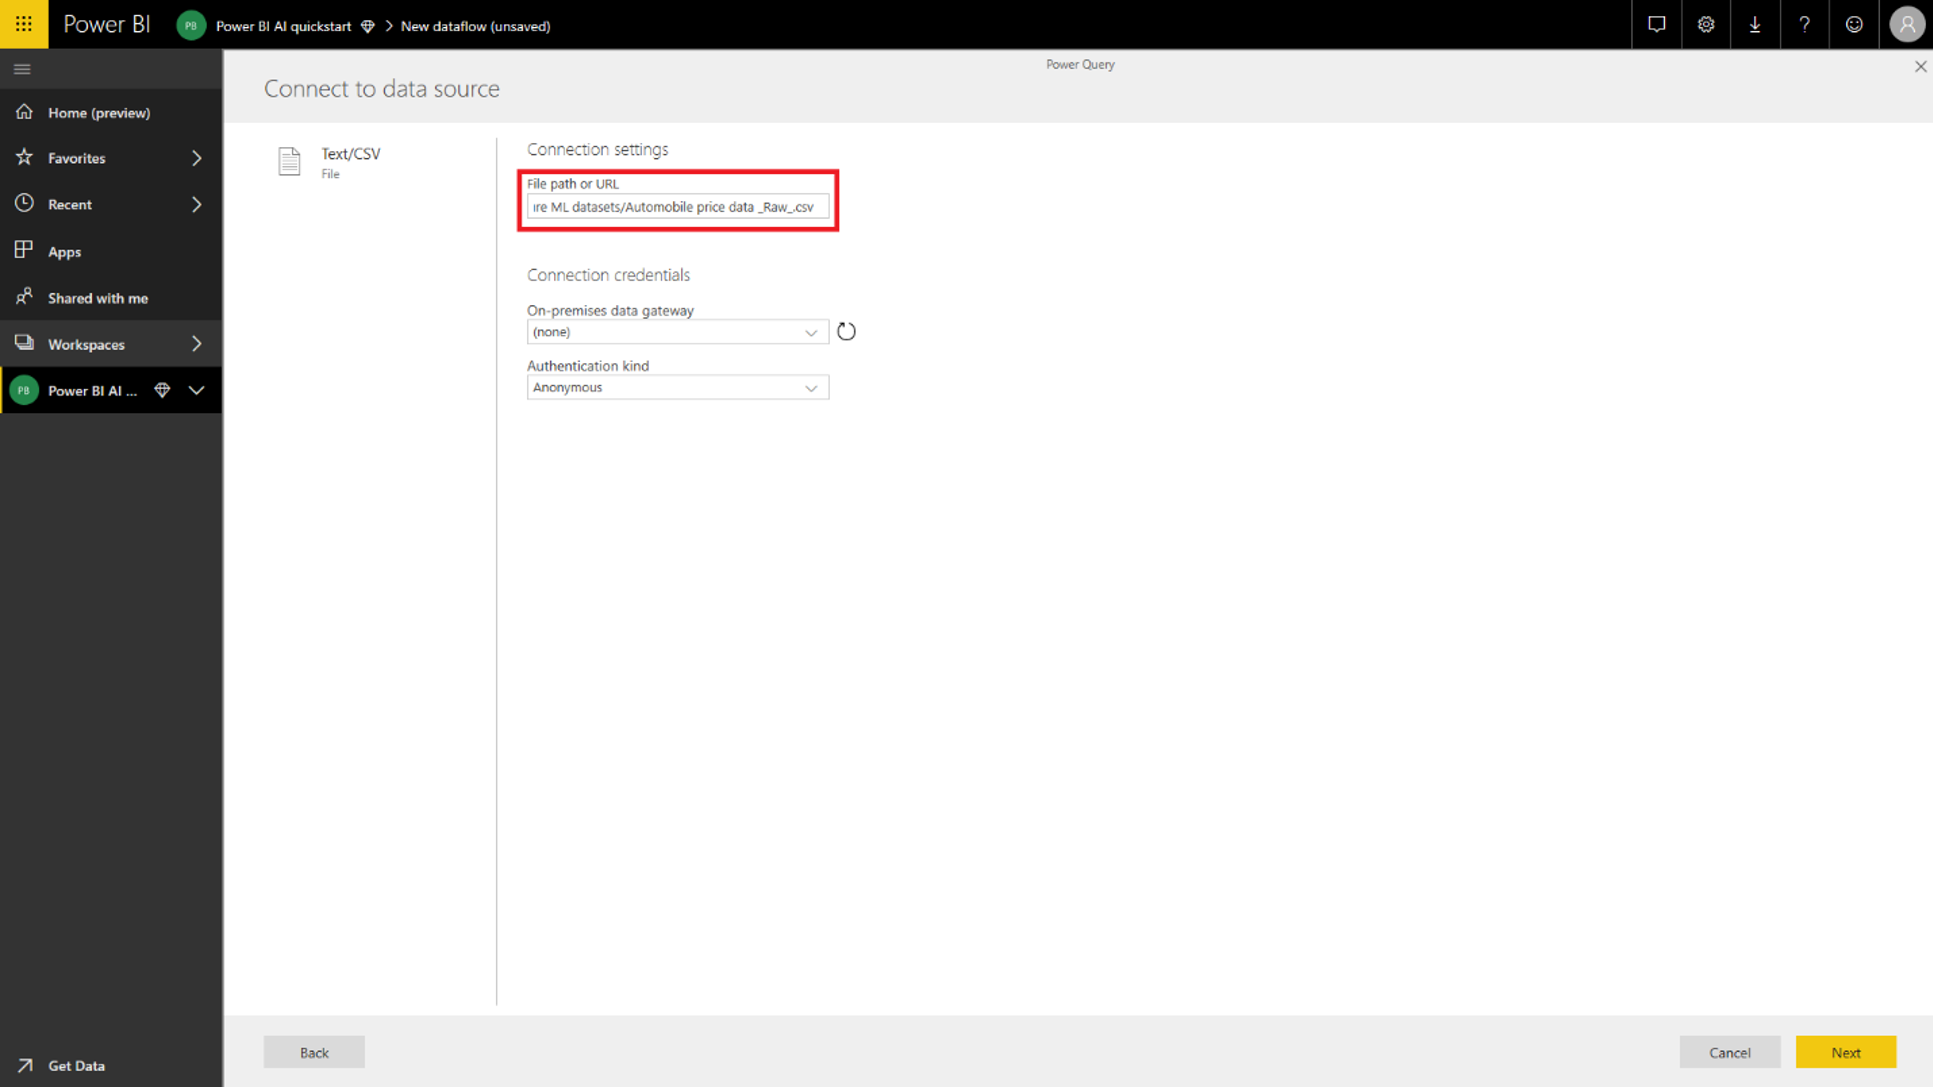 Power BI
PB
Power BI AI quickstart
New dataflow (unsaved)
Power Query
Connect to data source
Home (preview)
Favorites
Recent
Apps
Shared with me
Workspaces
PB
Power BI AI ...
Get Data
Text/CSV
File
Connection settings
File path or URL
ire ML datasets/Automobile price data _Raw_.csv
Connection credentials
On-premises data gateway
(none)
Authentication kind
Anonymous
Back
Cancel
Next